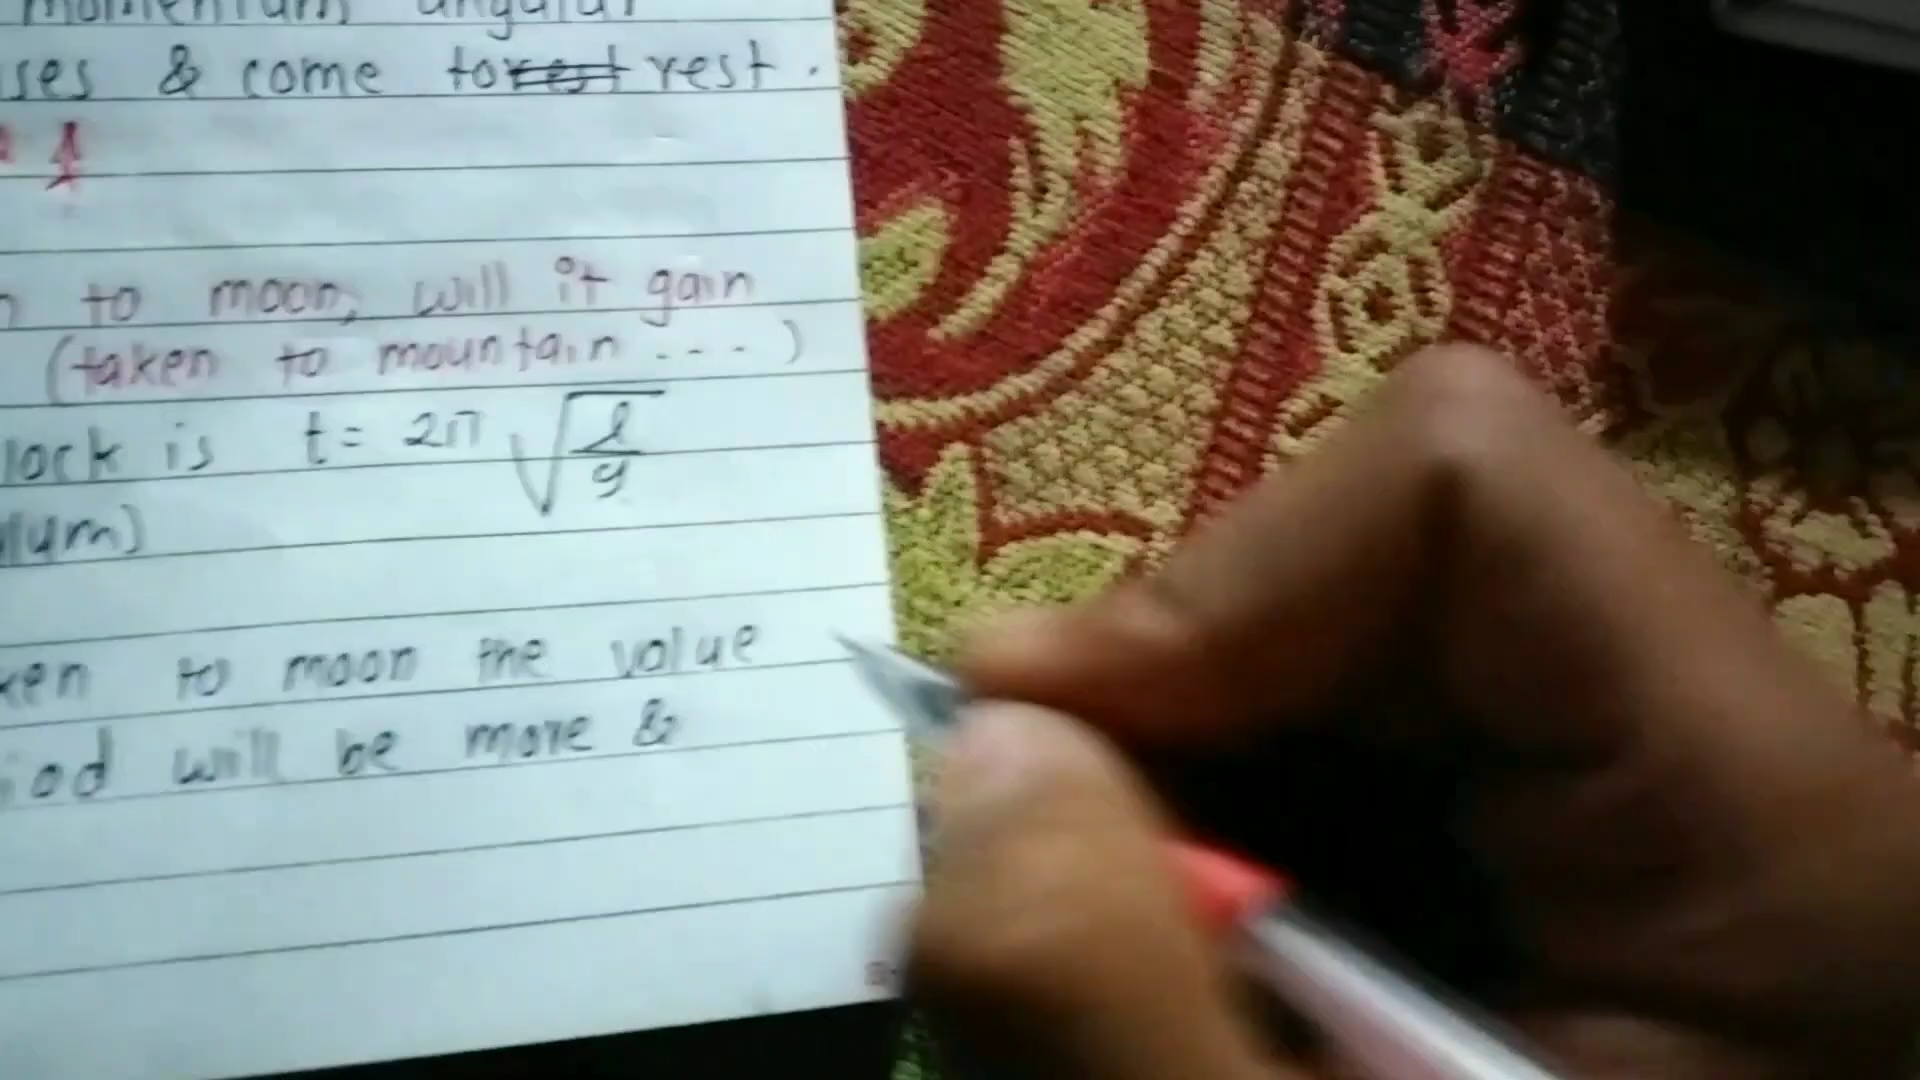 momentum, angular
ses & come to rest rest.
to moon, will it gain
(taken to mountain ---)
lock is t = 2π √l/g
lum)
ken to moon the value
iod will be more &